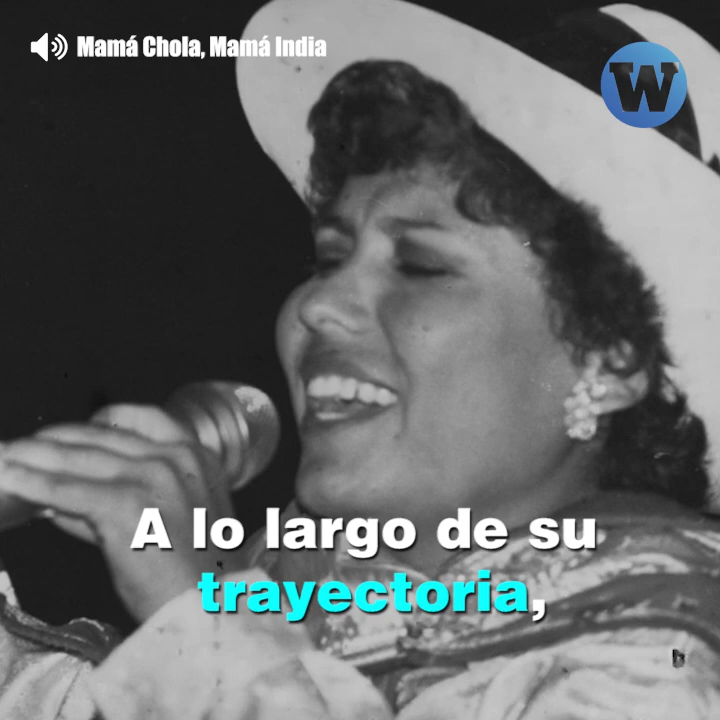 Mamá Chola, Mamá India
W
A lo largo de su
trayectoria,